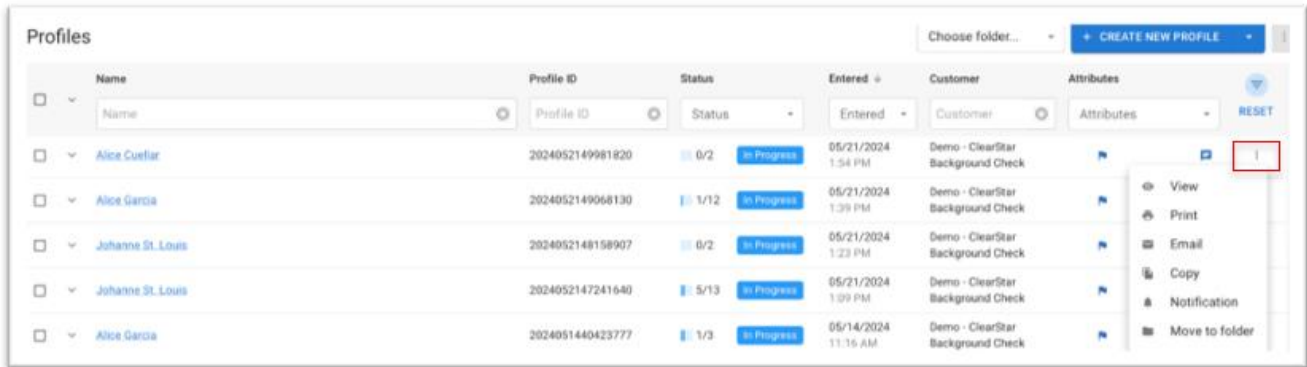 Profiles
Choose folder...
+ CREATE NEW PROFILE
Name Profile ID Status Entered Customer Attributes
Name Profile ID Status Entered Customer Attributes RESET
Alice Cuellar 2024052149981820 0/2 In Progress 05/21/2024 Demo - ClearStar
1:54 PM Background Check
View
Alice Garcia 2024052149068130 1/12 In Progress 05/21/2024 Demo - ClearStar
1:39 PM Background Check
Print
Johanne St. Louis 2024052148158907 0/2 In Progress 05/21/2024 Demo - ClearStar
1:23 PM Background Check
Email
Copy
Johanne St. Louis 2024052147241640 5/13 In Progress 05/21/2024 Demo - ClearStar
1:09 PM Background Check
Notification
Alice Garcia 2024051440423777 1/3 In Progress 05/14/2024 Demo - ClearStar
11:16 AM Background Check
Move to folder